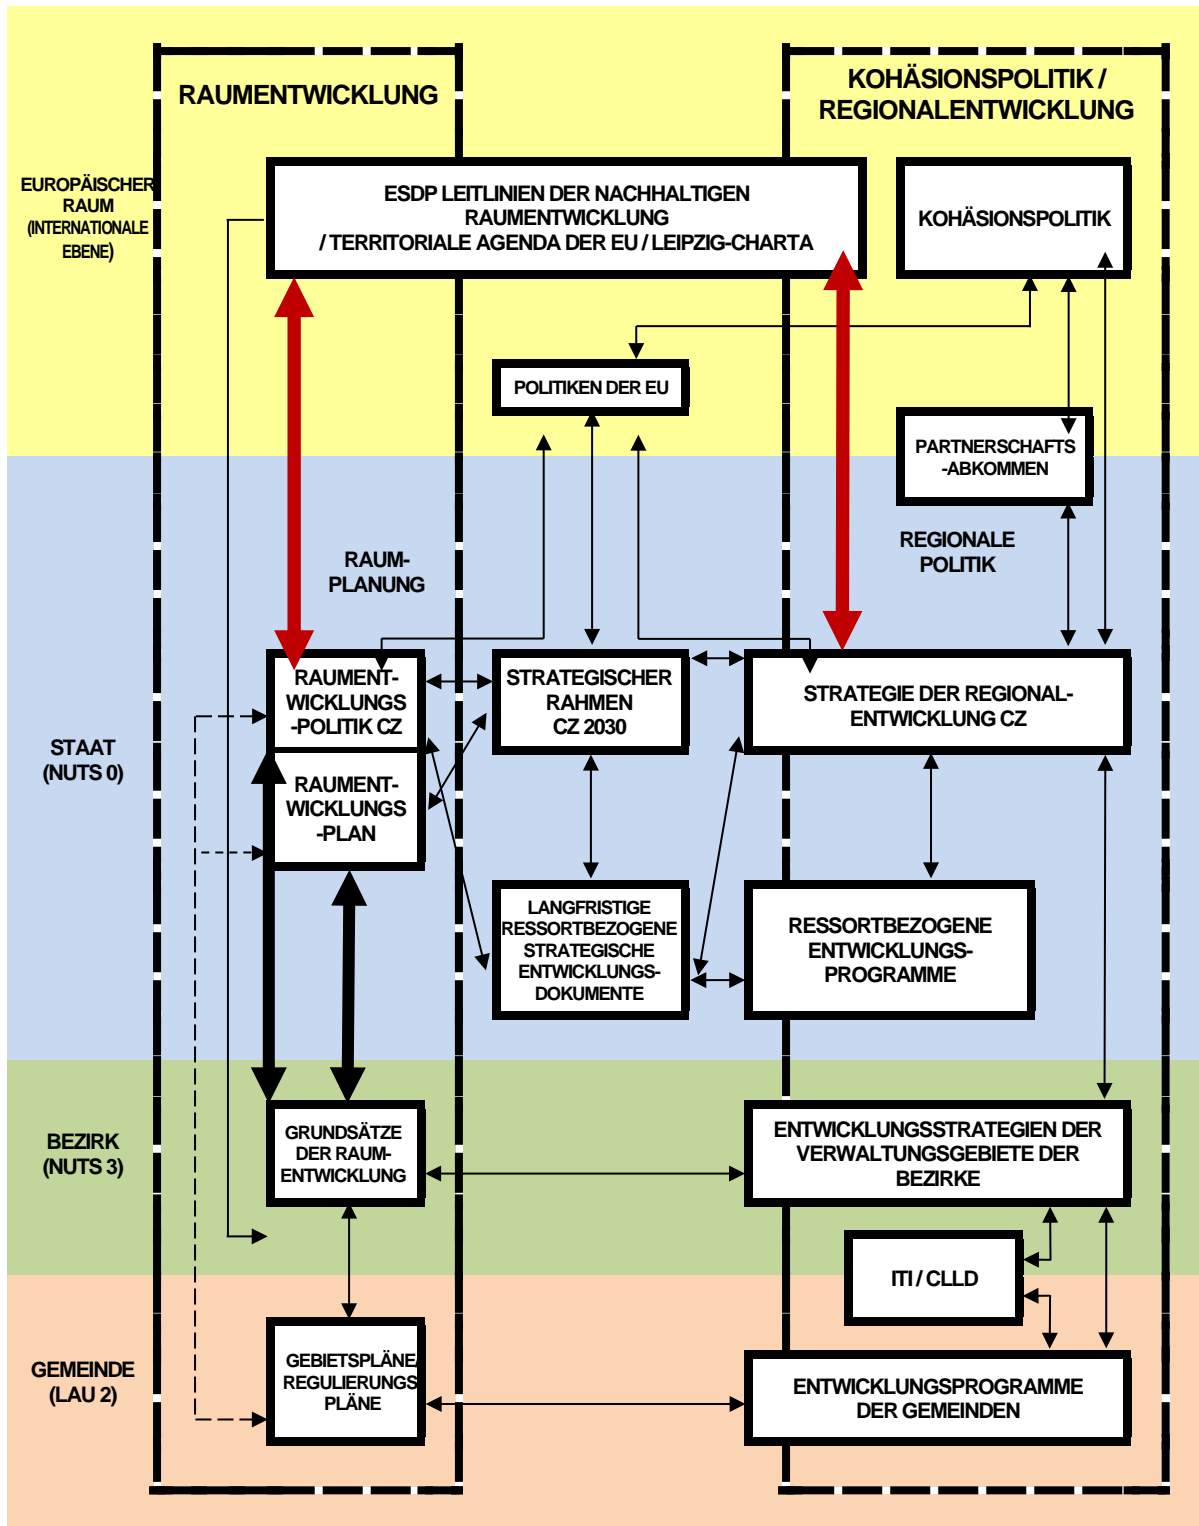 RAUMENTWICKLUNG
KOHÄSIONSPOLITIK /
REGIONALENTWICKLUNG
EUROPÄISCHER
RAUM
(INTERNATIONALE
EBENE)
ESDP LEITLINIEN DER NACHHALTIGEN
RAUMENTWICKLUNG
/ TERRITORIALE AGENDA DER EU / LEIPZIG-CHARTA
KOHÄSIONSPOLITIK
POLITIKEN DER EU
PARTNERSCHAFTS
-ABKOMMEN
RAUM-
PLANUNG
REGIONALE
POLITIK
STAAT
(NUTS 0)
RAUMENT-
WICKLUNGS
-POLITIK CZ
RAUMENT-
WICKLUNGS
-PLAN
STRATEGISCHER
RAHMEN
CZ 2030
STRATEGIE DER REGIONAL-
ENTWICKLUNG CZ
LANGFRISTIGE
RESSORTBEZOGENE
STRATEGISCHE
ENTWICKLUNGS-
DOKUMENTE
RESSORTBEZOGENE
ENTWICKLUNGS-
PROGRAMME
BEZIRK
(NUTS 3)
GRUNDSÄTZE
DER RAUM-
ENTWICKLUNG
ENTWICKLUNGSSTRATEGIEN DER
VERWALTUNGSGEBIETE DER
BEZIRKE
ITI / CLLD
GEMEINDE
(LAU 2)
GEBIETSPLÄNE/
REGULIERUNGS
PLÄNE
ENTWICKLUNGSPROGRAMME
DER GEMEINDEN